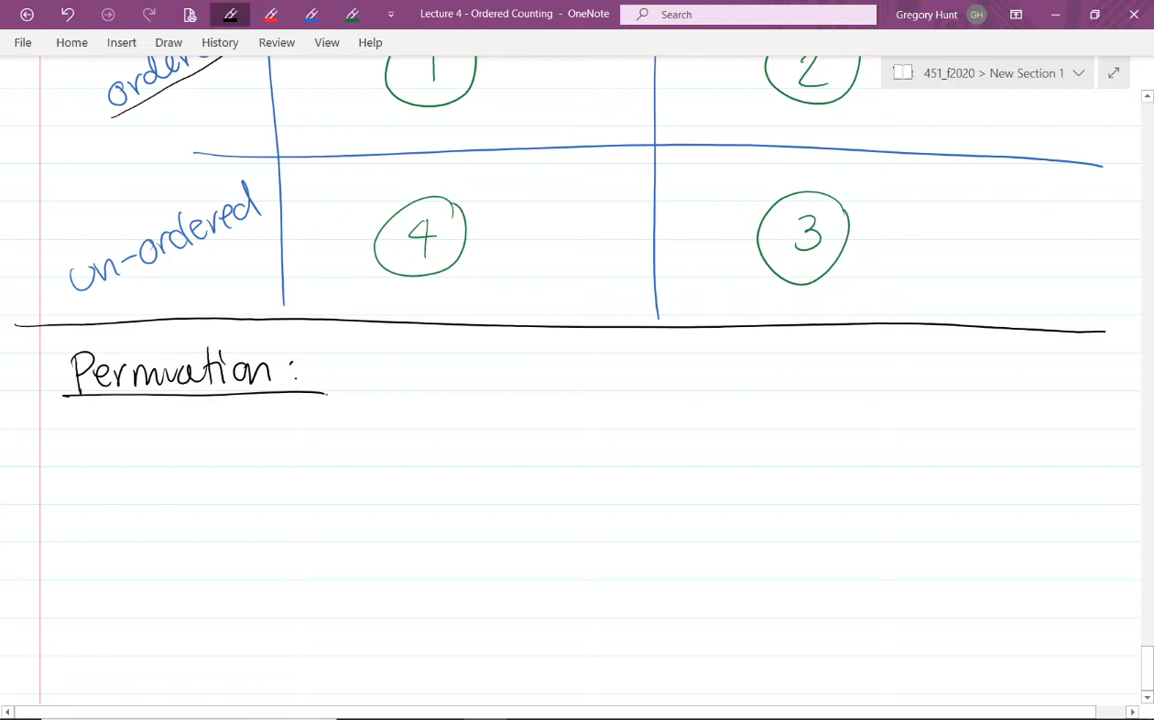 Lecture 4 - Ordered Counting - OneNote
Search
Gregory Hunt
GH
File Home Insert Draw History Review View Help
451_f2020 > New Section 1
1
2
un-ordered
4
3
Permuation: